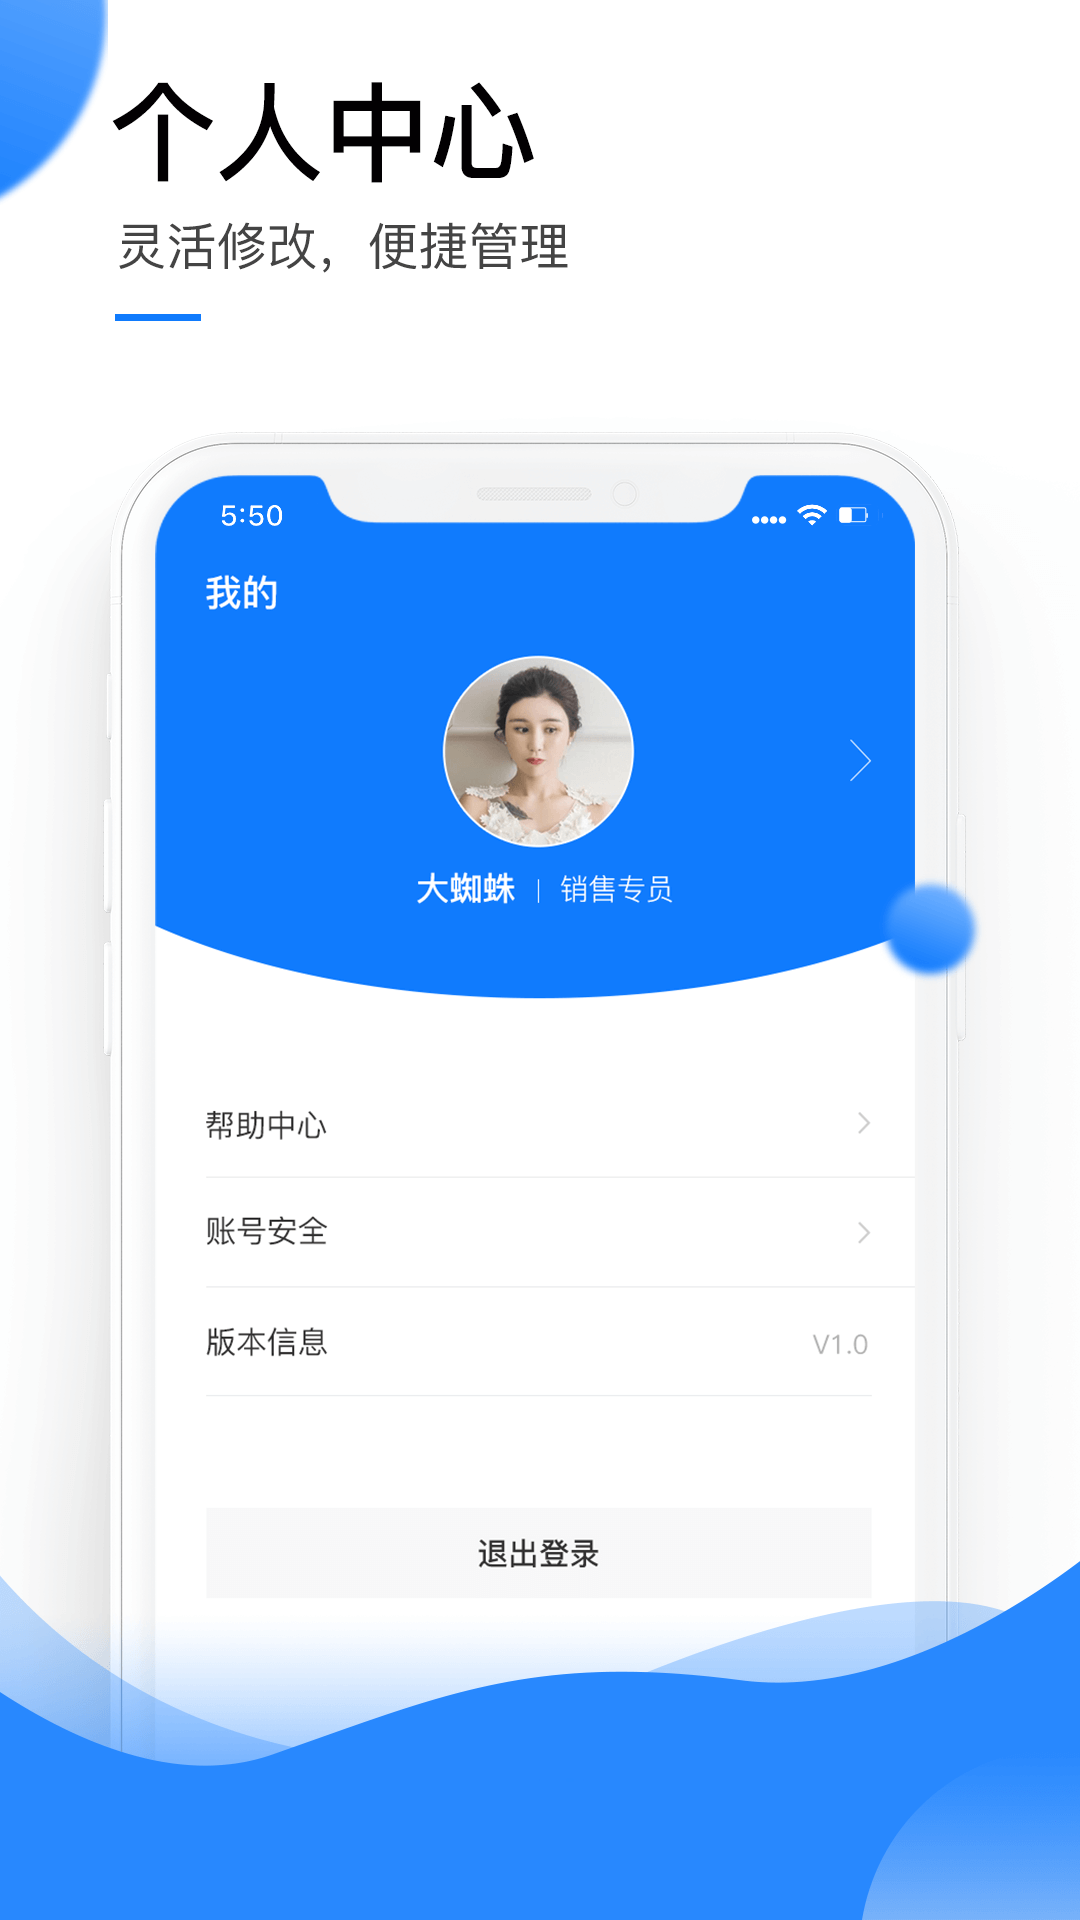 个人中心
灵活修改，便捷管理
5:50
我的
大蜘蛛 | 销售专员
帮助中心
账号安全
版本信息 V1.0
退出登录